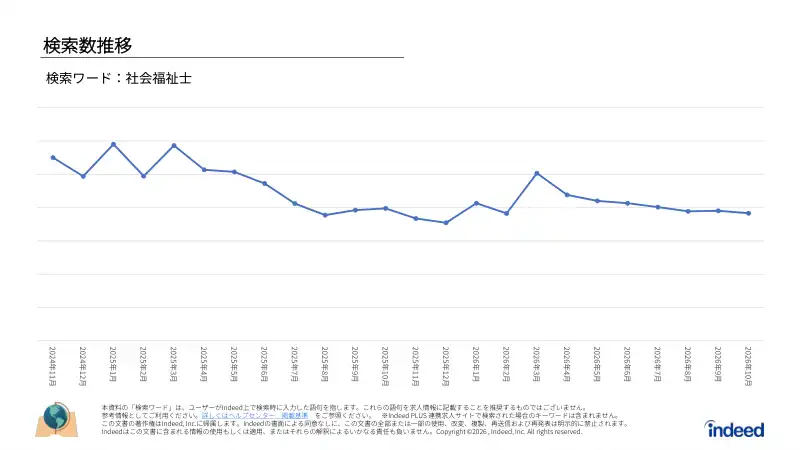 検索数推移
検索ワード：社会福祉士
2024年11月
2024年12月
2025年1月
2025年2月
2025年3月
2025年4月
2025年5月
2025年6月
2025年7月
2025年8月
2025年9月
2025年10月
2025年11月
2025年12月
2026年1月
2026年2月
2026年3月
2026年4月
2026年5月
2026年6月
2026年7月
2026年8月
2026年9月
2026年10月
本資料の「検索ワード」は、ユーザーがIndeed上で検索時に入力した語句を指します。これらの語句を求人情報に記載することを推奨するものではございません。
参考情報としてご利用ください。詳しくはヘルプセンター 掲載基準 をご参照ください。 ※Indeed PLUS 連携求人サイトで検索された場合のキーワードは含まれません。
この文書の著作権はIndeed, Inc.に帰属します。Indeedの書面による同意なしに、この文書の全部または一部の使用、改変、複製、再送信および再発表は明示的に禁止されます。
Indeedはこの文書に含まれる情報の使用もしくは適用、またはそれらの解釈によるいかなる責任も負いません。Copyright ©2026 , Indeed, Inc. All rights reserved.
indeed